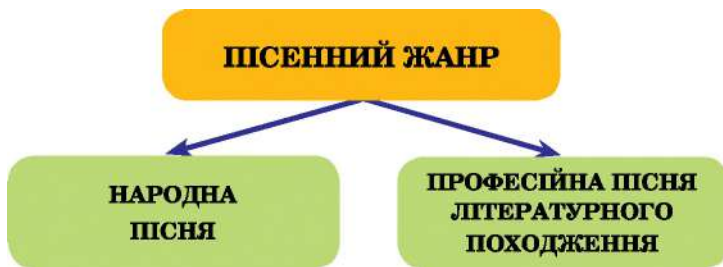 ПІСЕННИЙ ЖАНР
НАРОДНА
ПІСНЯ
ПРОФЕСІЙНА ПІСНЯ
ЛІТЕРАТУРНОГО
ПОХОДЖЕННЯ